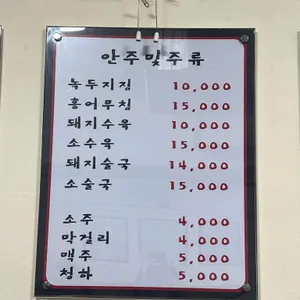 안주및주류
녹두지짐 10,000
홍어무침 15,000
돼지수육 10,000
소수육 15,000
돼지술국 14,000
소술국 15,000
소주 4,000
막걸리 4,000
맥주 5,000
청하 5,000